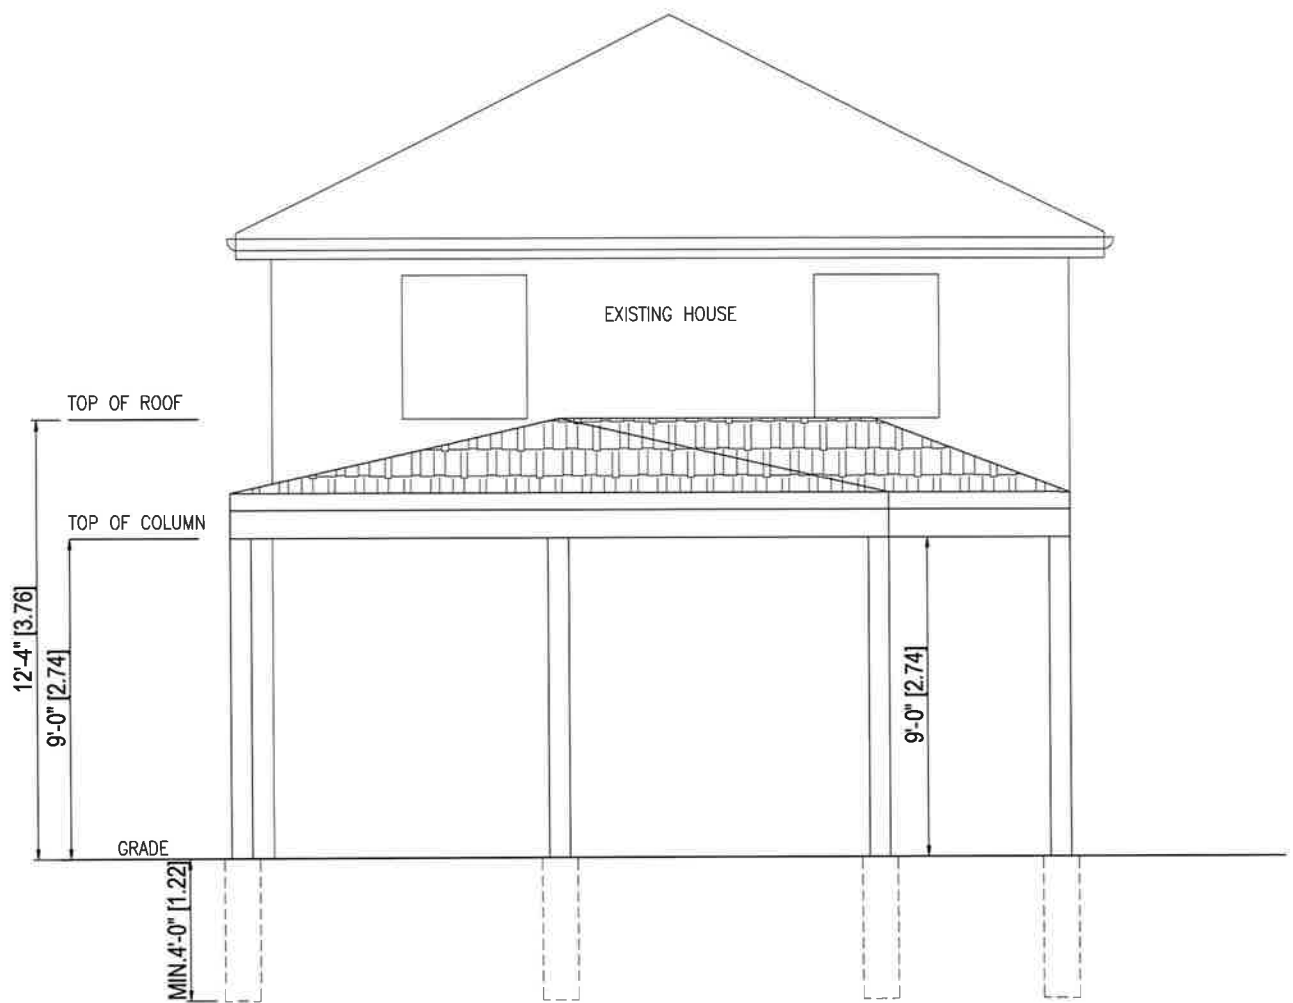 EXISTING HOUSE
TOP OF ROOF
TOP OF COLUMN
12'-4" [3.76]
9'-0" [2.74]
9'-0" [2.74]
GRADE
MIN.4'-0" [1.22]